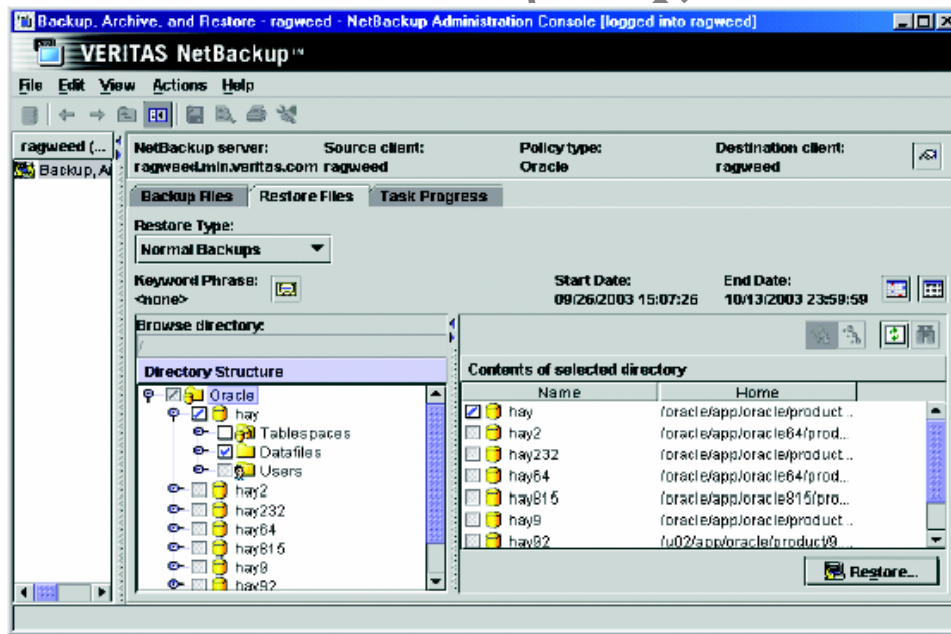 Backup, Archive, and Restore - ragweed - NetBackup Administration Console [logged into ragweed]
VERITAS NetBackup™
File Edit View Actions Help
ragweed (...
Backup, A
NetBackup server: Source client: Policy type: Destination client:
ragweed.min.veritas.com ragweed Oracle ragweed
Backup Files Restore Files Task Progress
Restore Type:
Normal Backups
Keyword Phrase: Start Date: End Date:
<none> 09/26/2003 15:07:26 10/13/2003 23:59:59
Browse directory:
/
Directory Structure
Oracle
hay
Tablespaces
Datafiles
Users
hay2
hay232
hay64
hay815
hay9
hay92
Contents of selected directory
Name Home
hay /oracle/app/oracle/product...
hay2 /oracle/app/oracle64/prod...
hay232 /oracle/app/oracle/product...
hay64 /oracle/app/oracle64/prod...
hay815 /oracle/app/oracle815/pro...
hay9 /oracle/app/oracle/product...
hay92 /u02/app/oracle/product/9...
Restore...